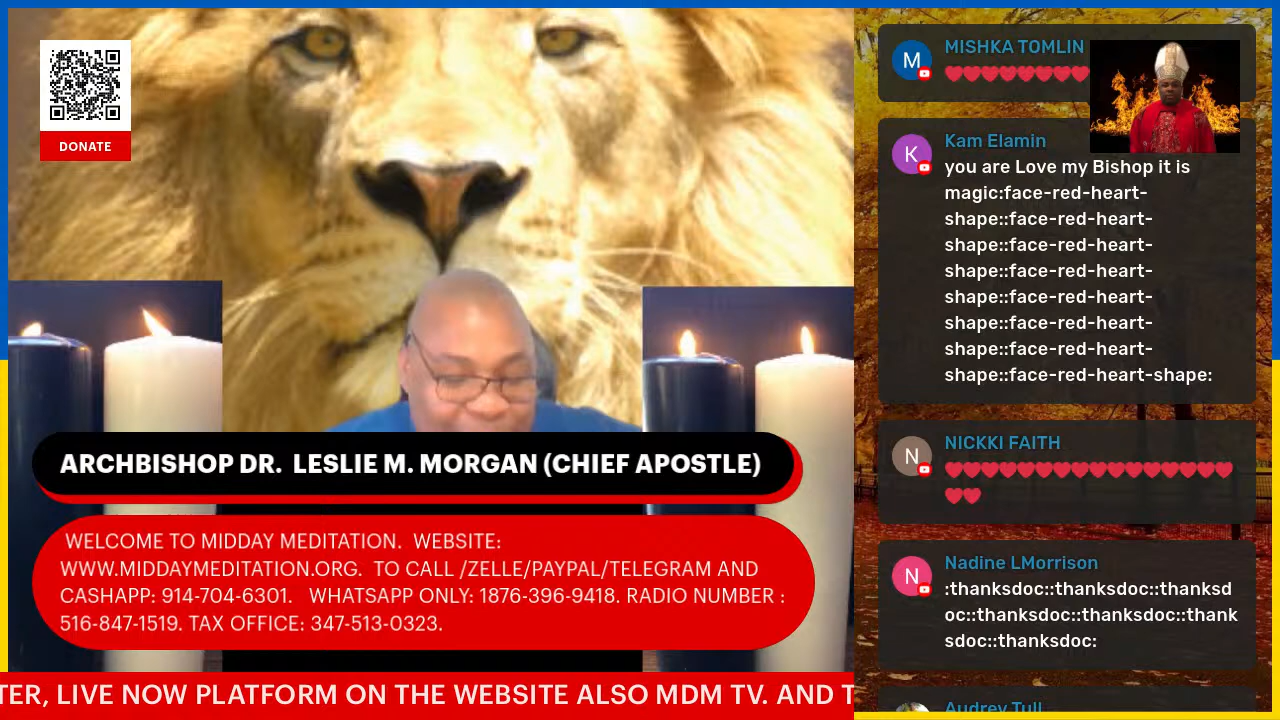 DONATE
ARCHBISHOP DR. LESLIE M. MORGAN (CHIEF APOSTLE)
WELCOME TO MIDDAY MEDITATION. WEBSITE:
WWW.MIDDAYMEDITATION.ORG. TO CALL /ZELLE/PAYPAL/TELEGRAM AND
CASHAPP: 914-704-6301. WHATSAPP ONLY: 1876-396-9418. RADIO NUMBER :
516-847-1519. TAX OFFICE: 347-513-0323.
TER, LIVE NOW PLATFORM ON THE WEBSITE ALSO MDM TV. AND T
M
MISHKA TOMLIN
K
Kam Elamin
you are Love my Bishop it is
magic:face-red-heart-
shape::face-red-heart-
shape::face-red-heart-
shape::face-red-heart-
shape::face-red-heart-
shape::face-red-heart-
shape::face-red-heart-
shape::face-red-heart-shape:
N
NICKKI FAITH
N
Nadine LMorrison
:thanksdoc::thanksdoc::thanksd
oc::thanksdoc::thanksdoc::thank
sdoc::thanksdoc:
Audrey Tull